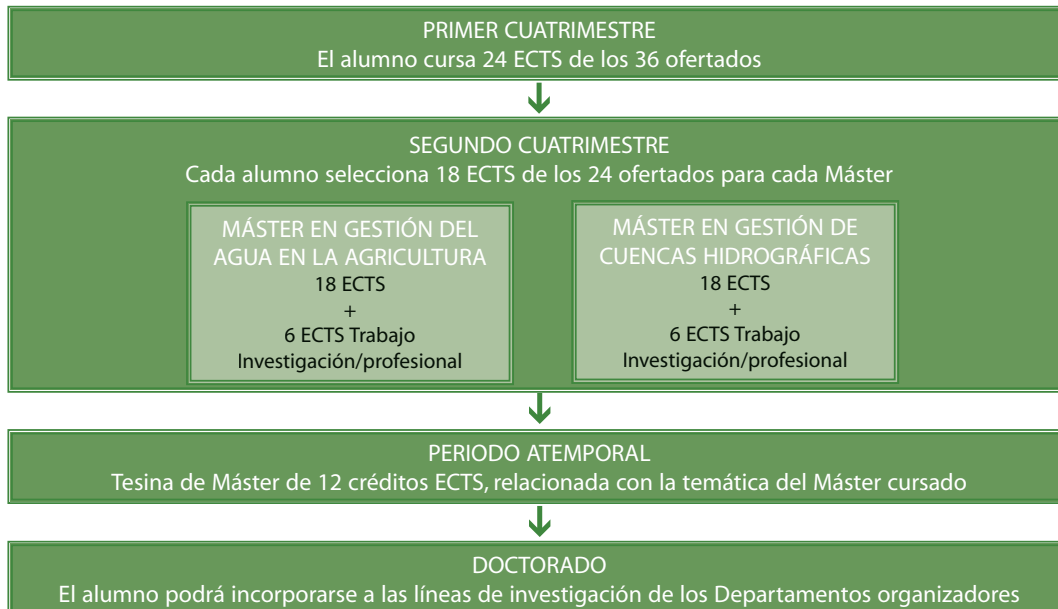 PRIMER CUATRIMESTRE
El alumno cursa 24 ECTS de los 36 ofertados
SEGUNDO CUATRIMESTRE
Cada alumno selecciona 18 ECTS de los 24 ofertados para cada Máster
MÁSTER EN GESTIÓN DEL
AGUA EN LA AGRICULTURA
18 ECTS
+
6 ECTS Trabajo
Investigación/profesional
MÁSTER EN GESTIÓN DE
CUENCAS HIDROGRÁFICAS
18 ECTS
+
6 ECTS Trabajo
Investigación/profesional
PERIODO ATEMPORAL
Tesina de Máster de 12 créditos ECTS, relacionada con la temática del Máster cursado
DOCTORADO
El alumno podrá incorporarse a las líneas de investigación de los Departamentos organizadores